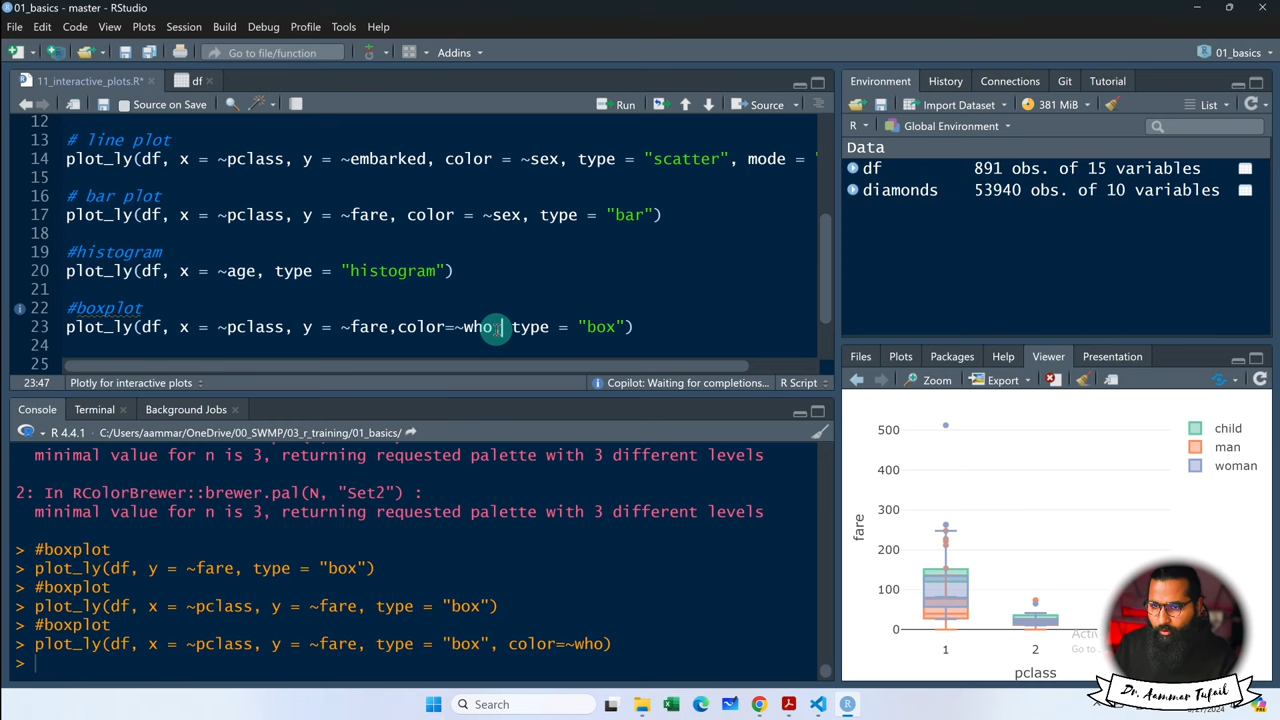 01_basics - master - RStudio
File Edit Code View Plots Session Build Debug Profile Tools Help
Go to file/function Addins 01_basics
11_interactive_plots.R* df
Source on Save Run Source
12
13 # line plot
14 plot_ly(df, x = ~pclass, y = ~embarked, color = ~sex, type = "scatter", mode = "
15
16 # bar plot
17 plot_ly(df, x = ~pclass, y = ~fare, color = ~sex, type = "bar")
18
19 #histogram
20 plot_ly(df, x = ~age, type = "histogram")
21
22 #boxplot
23 plot_ly(df, x = ~pclass, y = ~fare,color=~who, type = "box")
24
25
23:47 Plotly for interactive plots Copilot: Waiting for completions... R Script
Console Terminal Background Jobs
R 4.4.1 · C:/Users/aammar/OneDrive/00_SWMP/03_r_training/01_basics/
minimal value for n is 3, returning requested palette with 3 different levels
2: In RColorBrewer::brewer.pal(N, "Set2") :
minimal value for n is 3, returning requested palette with 3 different levels
> #boxplot
> plot_ly(df, y = ~fare, type = "box")
> #boxplot
> plot_ly(df, x = ~pclass, y = ~fare, type = "box")
> #boxplot
> plot_ly(df, x = ~pclass, y = ~fare, type = "box", color=~who)
>
Environment History Connections Git Tutorial
Import Dataset 381 MiB List
R Global Environment
Data
df 891 obs. of 15 variables
diamonds 53940 obs. of 10 variables
Files Plots Packages Help Viewer Presentation
Zoom Export
500
400
300
200
100
0
fare
1 2
pclass
child
man
woman
Dr. Aammar Tufail
Search